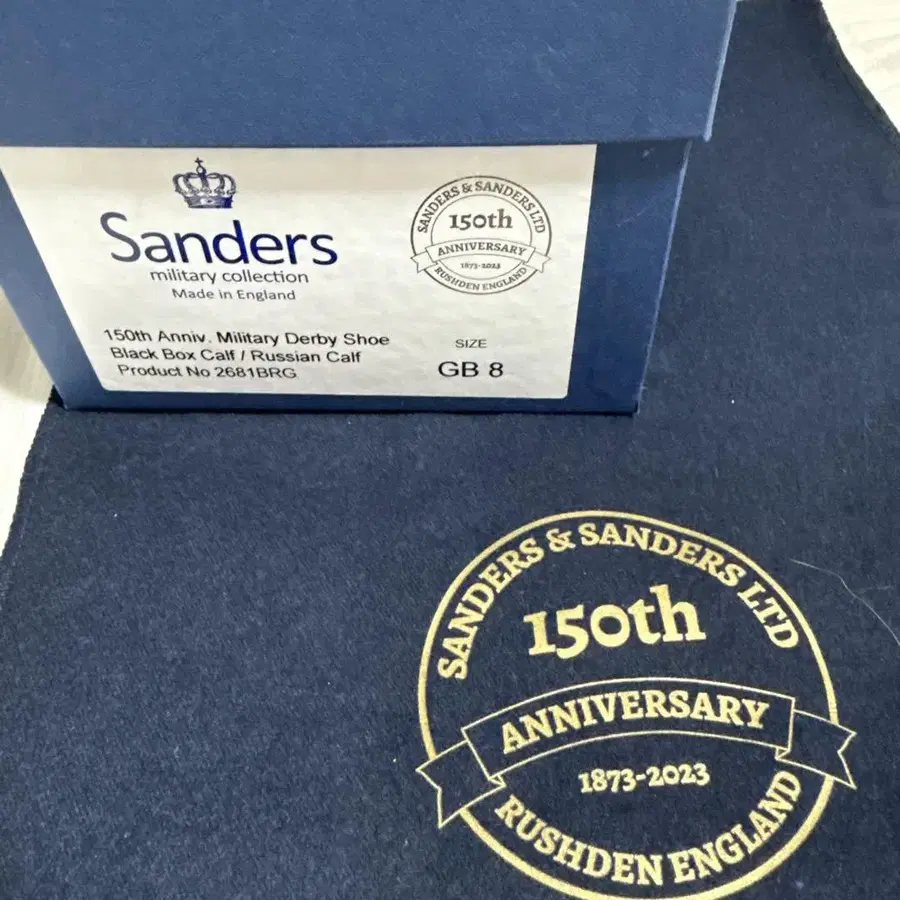 Sanders
military collection
Made in England
150th Anniv. Military Derby Shoe
Black Box Calf / Russian Calf
Product No 2681BRG
SANDERS & SANDERS LTD
150th
ANNIVERSARY
1873-2023
RUSHDEN ENGLAND
SIZE
GB 8
SANDERS & SANDERS LTD
150th
ANNIVERSARY
1873-2023
RUSHDEN ENGLAND